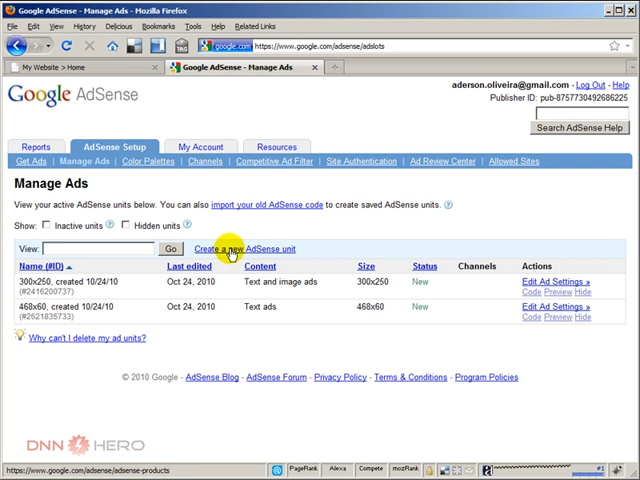 Google AdSense - Manage Ads - Mozilla Firefox
File Edit View History Delicious Bookmarks Tools Help Related Links
TAG google.com https://www.google.com/adsense/adslots
My Website > Home Google AdSense - Manage Ads
Google AdSense
aderson.oliveira@gmail.com - Log Out - Help
Publisher ID: pub-8757730492686225
Search AdSense Help
Reports AdSense Setup My Account Resources
Get Ads | Manage Ads | Color Palettes | Channels | Competitive Ad Filter | Site Authentication | Ad Review Center | Allowed Sites
Manage Ads
View your active AdSense units below. You can also import your old AdSense code to create saved AdSense units. ?
Show: Inactive units ? Hidden units ?
View: Go Create a new AdSense unit
Name (#ID) Last edited Content Size Status Channels Actions
300x250, created 10/24/10 Oct 24, 2010 Text and image ads 300x250 New Edit Ad Settings »
(#2416200737) Code Preview Hide
468x60, created 10/24/10 Oct 24, 2010 Text ads 468x60 New Edit Ad Settings »
(#2621835733) Code Preview Hide
Why can't I delete my ad units?
© 2010 Google - AdSense Blog - AdSense Forum - Privacy Policy - Terms & Conditions - Program Policies
DNN HERO
https://www.google.com/adsense/adsense-products PageRank Alexa Compete mozRank #1